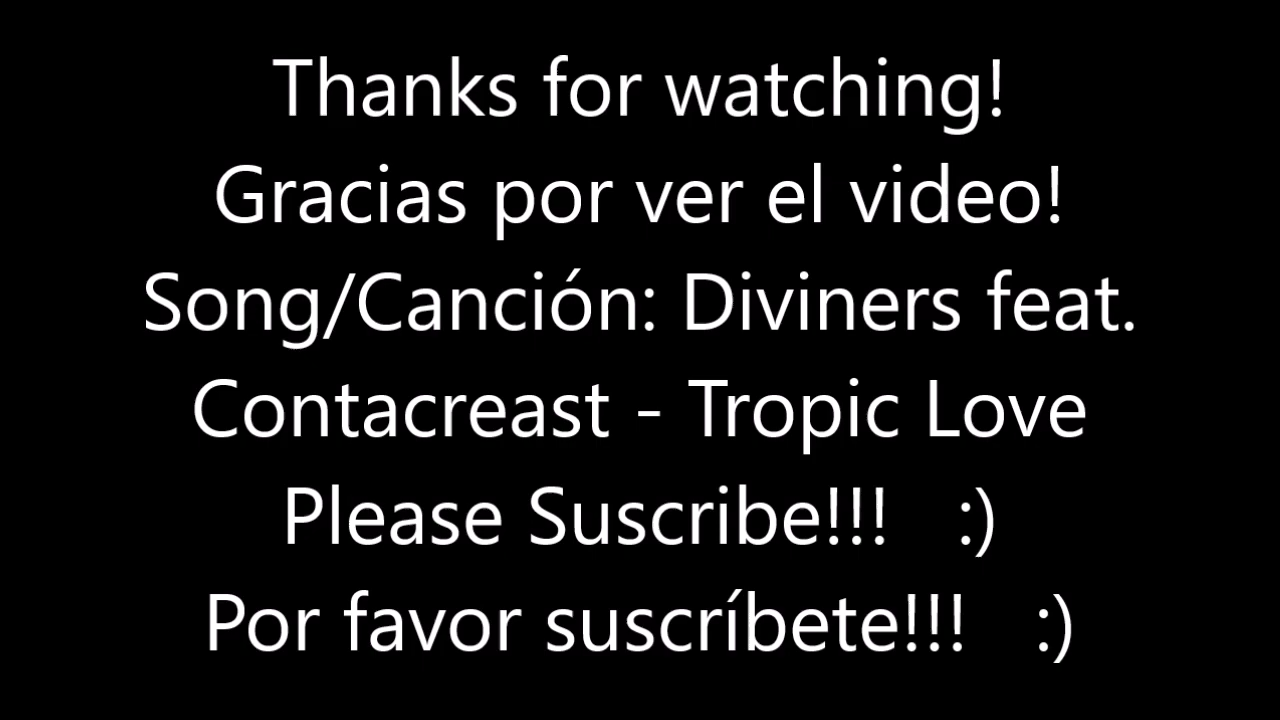 Thanks for watching!
Gracias por ver el video!
Song/Canción: Diviners feat.
Contacreast - Tropic Love
Please Suscribe!!! :)
Por favor suscríbete!!! :)